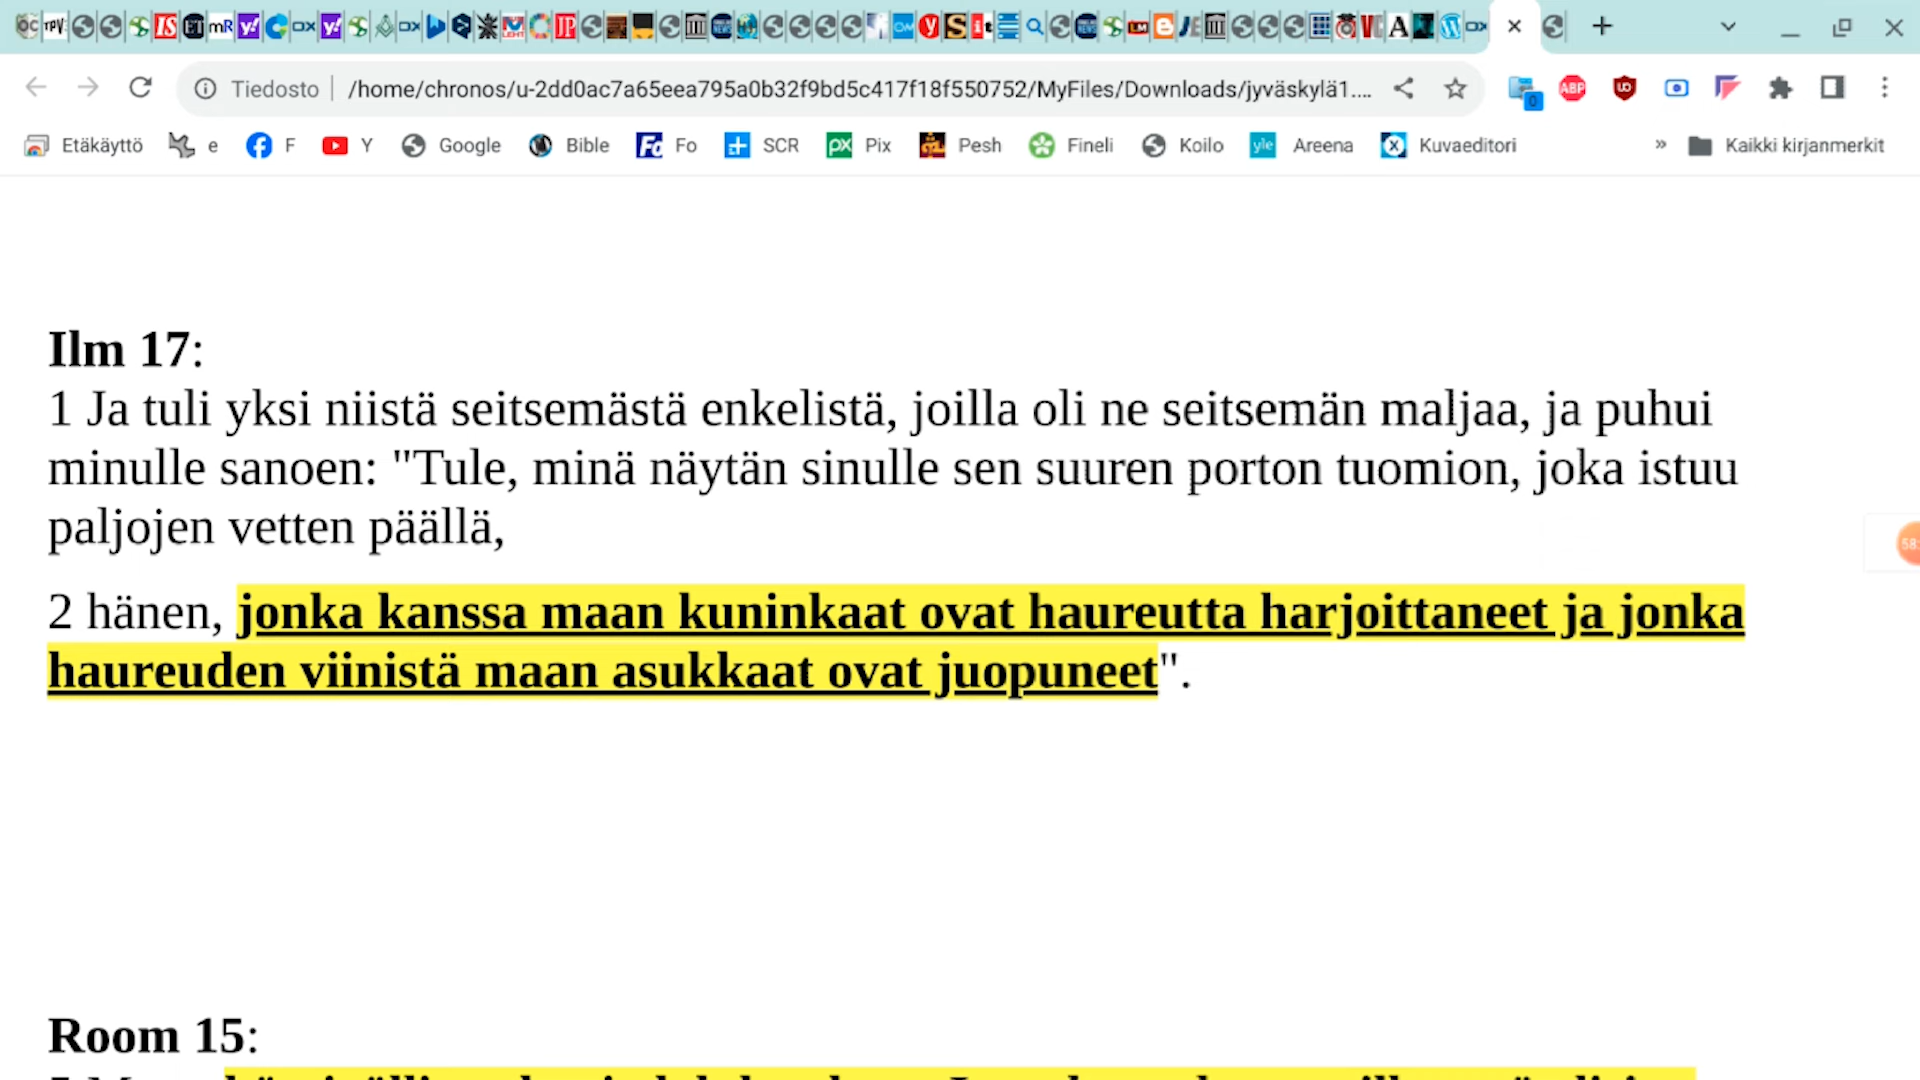 Tiedosto /home/chronos/u-2dd0ac7a65eea795a0b32f9bd5c417f18f550752/MyFiles/Downloads/jyväskylä1....
Etäkäyttö e F Y Google Bible Fo SCR Pix Pesh Fineli Koilo Areena Kuvaeditori » Kaikki kirjanmerkit
Ilm 17:
1 Ja tuli yksi niistä seitsemästä enkelistä, joilla oli ne seitsemän maljaa, ja puhui
minulle sanoen: "Tule, minä näytän sinulle sen suuren porton tuomion, joka istuu
paljojen vetten päällä,
2 hänen, jonka kanssa maan kuninkaat ovat haureutta harjoittaneet ja jonka
haureuden viinistä maan asukkaat ovat juopuneet".
Room 15: